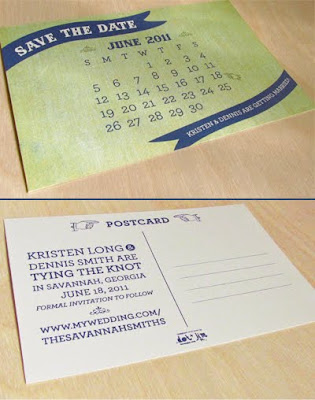 SAVE THE DATE
JUNE 2011
S M T W T F S
1 2 3 4
5 6 7 8 9 10 11
12 13 14 15 16 17 18
19 20 21 22 23 24 25
26 27 28 29 30
KRISTEN & DENNIS ARE GETTING MARRIED!
POSTCARD
KRISTEN LONG &
DENNIS SMITH ARE
TYING THE KNOT
IN SAVANNAH, GEORGIA
JUNE 18, 2011
FORMAL INVITATION TO FOLLOW
WWW.MYWEDDING.COM/
THESAVANNAHSMITHS